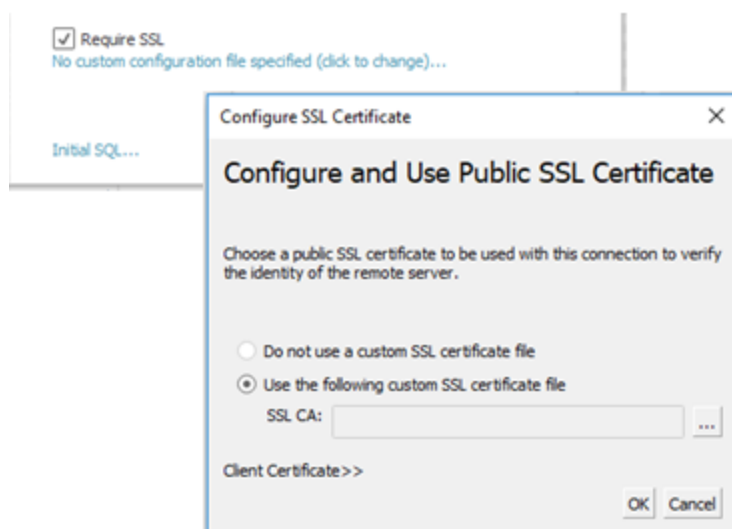 Require SSL
No custom configuration file specified (click to change)...
Initial SQL...
Configure SSL Certificate
Configure and Use Public SSL Certificate
Choose a public SSL certificate to be used with this connection to verify
the identity of the remote server.
Do not use a custom SSL certificate file
Use the following custom SSL certificate file
SSL CA:
...
Client Certificate>>
OK Cancel